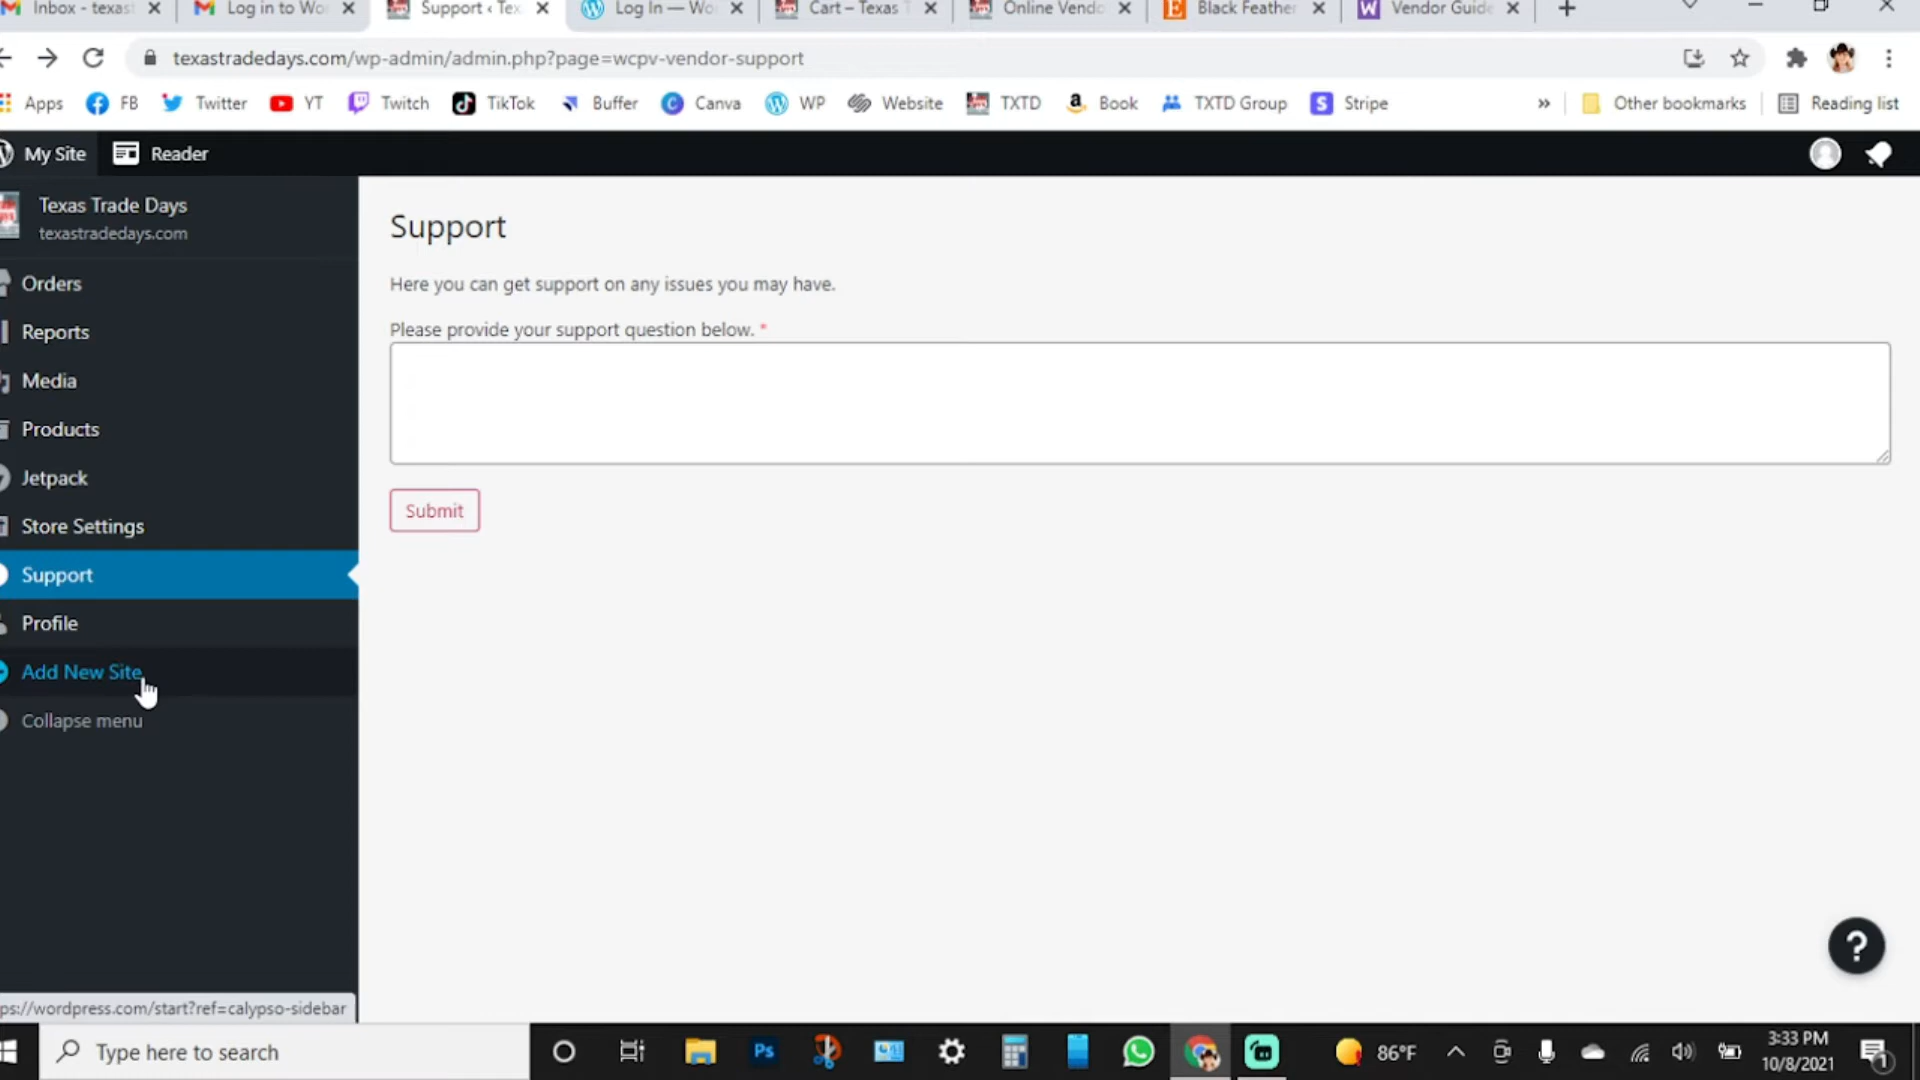 Inbox - texast
Log in to Wo
Support ‹ Tex
Log In — Wo
Cart – Texas T
Online Vendo
Black Feather
Vendor Guide
texastradedays.com/wp-admin/admin.php?page=wcpv-vendor-support
Apps FB Twitter YT Twitch TikTok Buffer Canva WP Website TXTD Book TXTD Group Stripe » Other bookmarks Reading list
My Site Reader
Texas Trade Days
texastradedays.com
Orders
Reports
Media
Products
Jetpack
Store Settings
Support
Profile
Add New Site
Collapse menu
Support
Here you can get support on any issues you may have.
Please provide your support question below. *
Submit
?
ps://wordpress.com/start?ref=calypso-sidebar
Type here to search
Ps
86°F
3:33 PM
10/8/2021
1